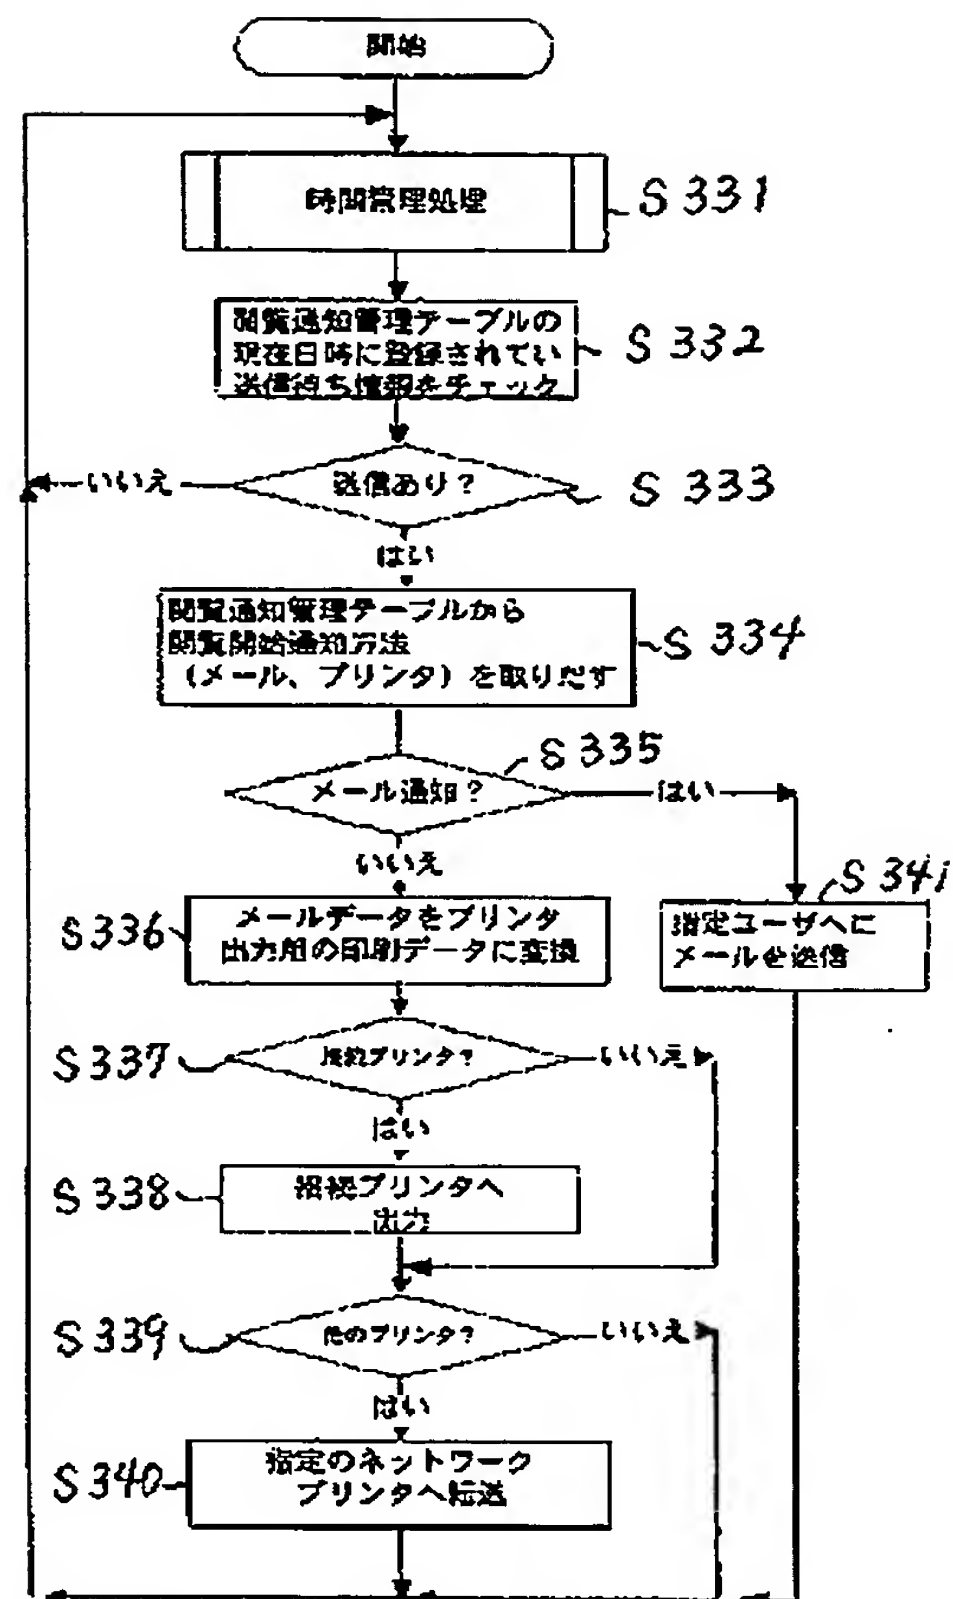 開始
時間管理処理
S331
閲覧通知管理テーブルの
現在日時に登録されてい
送信待ち情報をチェック
S332
送信あり?
S333
いいえ
はい
閲覧通知管理テーブルから
閲覧開始通知方法
(メール、プリンタ)を取りだす
S334
S335
メール通知?
はい
いいえ
S341
指定ユーザへに
メールを送信
S336
メールデータをプリンタ
出力用の印刷データに変換
S337
プリンタ?
いいえ
はい
S338
接続プリンタへ
出力
S339
他のプリンタ?
いいえ
はい
S340
指定のネットワーク
プリンタへ転送